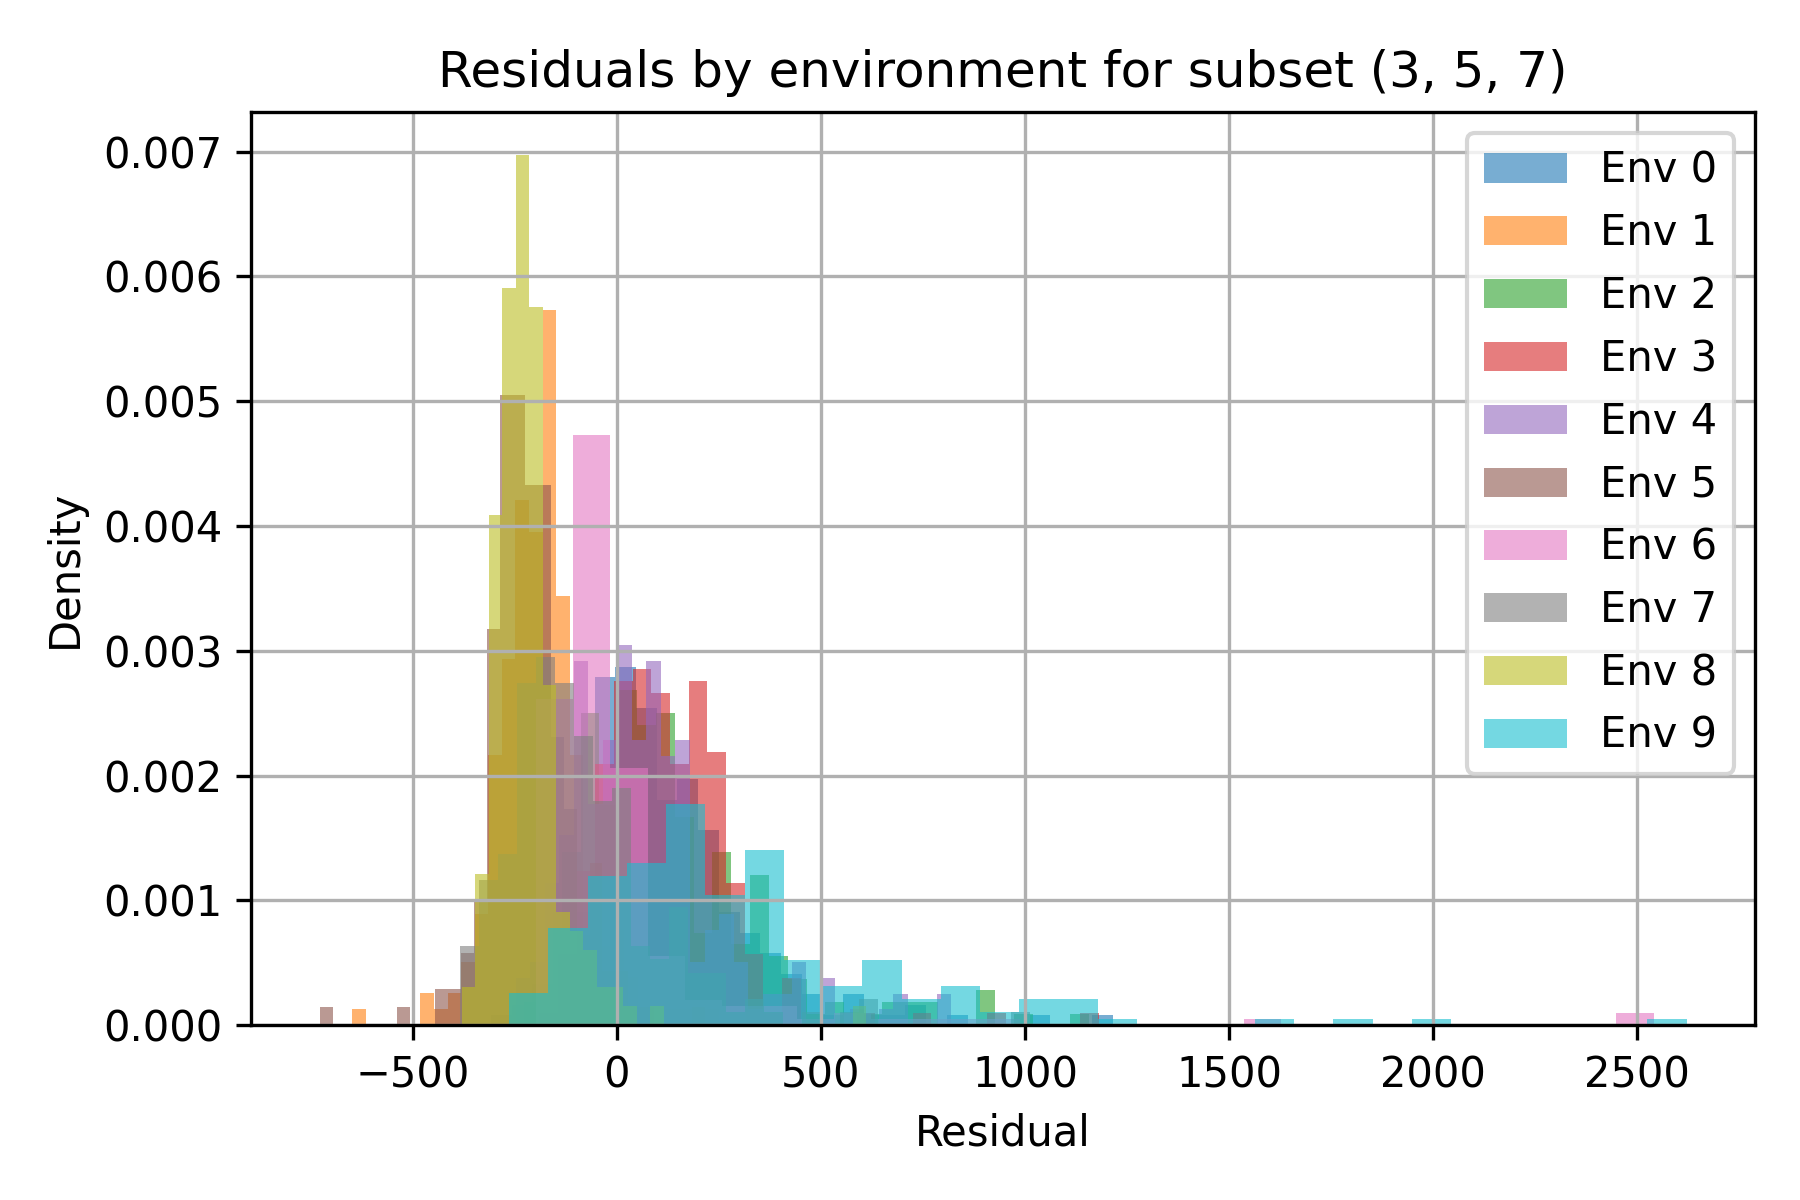 Residuals by environment for subset (3, 5, 7)
0.007
0.006
0.005
0.004
0.003
0.002
0.001
0.000
Density
−500
0
500
1000
1500
2000
2500
Residual
Env 0
Env 1
Env 2
Env 3
Env 4
Env 5
Env 6
Env 7
Env 8
Env 9